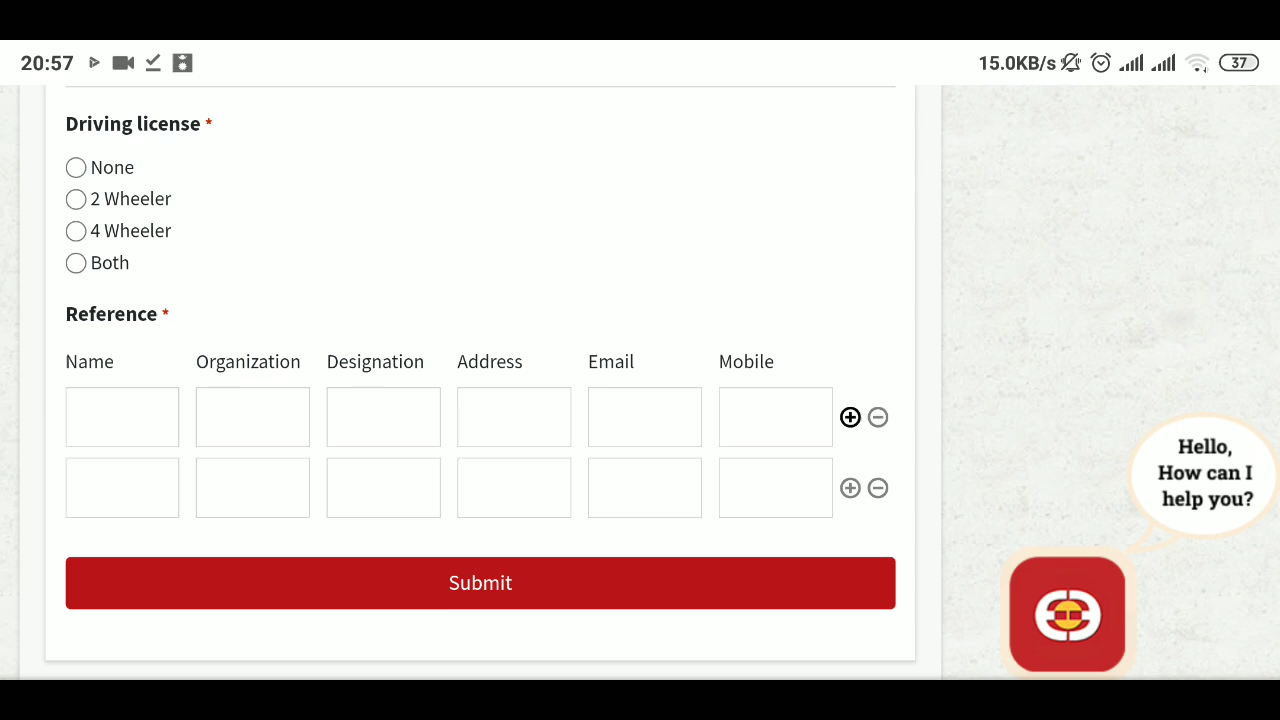 20:57
15.0KB/s
37
Driving license *
None
2 Wheeler
4 Wheeler
Both
Reference *
Name Organization Designation Address Email Mobile
Submit
Hello,
How can I
help you?